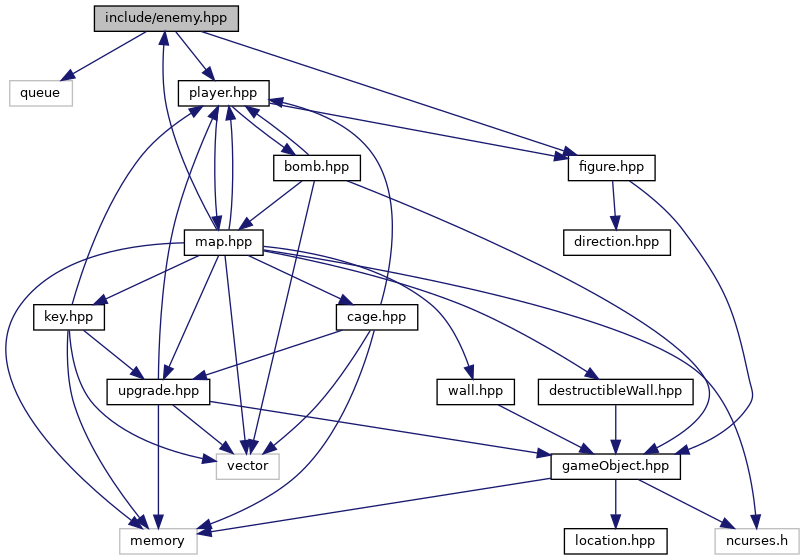 include/enemy.hpp
queue
player.hpp
bomb.hpp
figure.hpp
map.hpp
direction.hpp
key.hpp
cage.hpp
upgrade.hpp
wall.hpp
destructibleWall.hpp
vector
gameObject.hpp
memory
location.hpp
ncurses.h